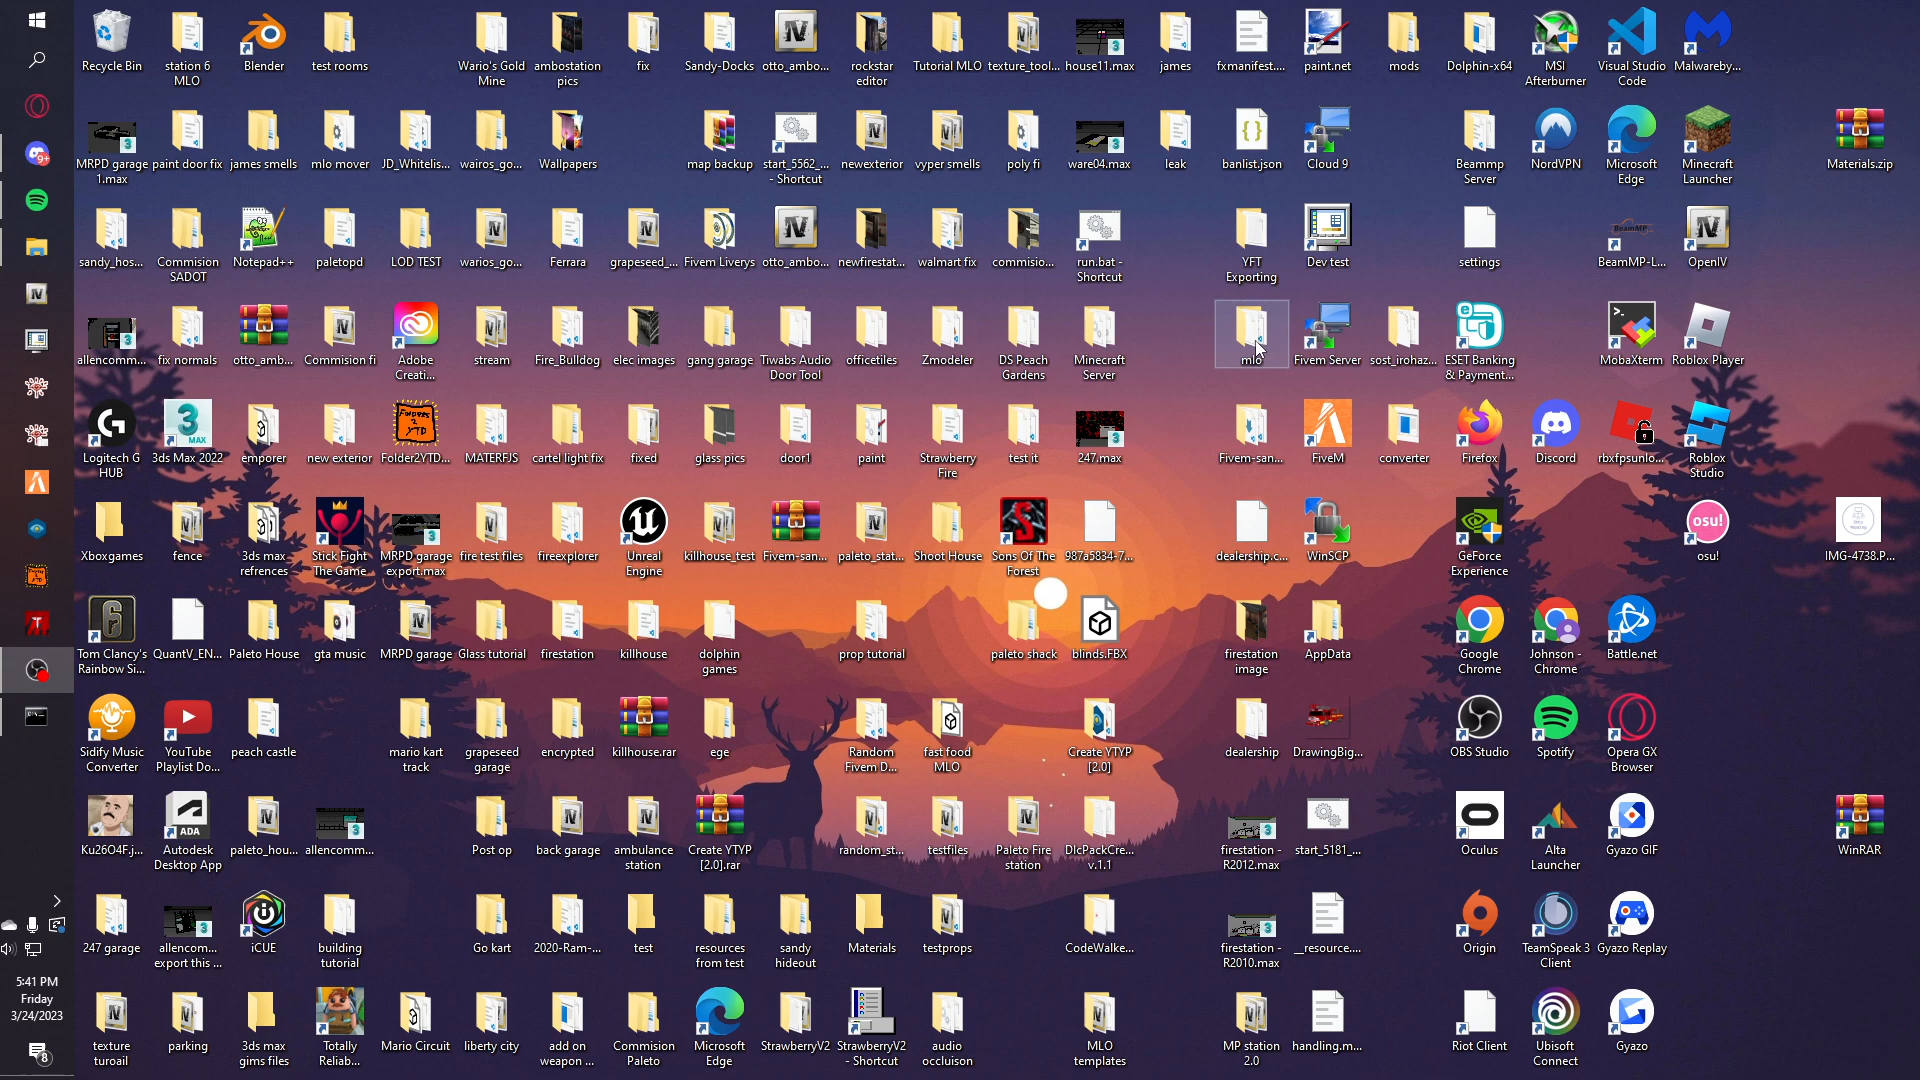 Recycle Bin
station 6
MLO
Blender
test rooms
Wario's Gold
Mine
ambostation
pics
fix
Sandy-Docks
otto_ambo...
rockstar
editor
Tutorial MLO
texture_tool...
house11.max
james
fxmanifest....
paint.net
mods
Dolphin-x64
MSI
Afterburner
Visual Studio
Code
Malwareby...
MRPD garage
1.max
paint door fix
james smells
mlo mover
JD_Whitelis...
wairos_go...
Wallpapers
map backup
start_5562_...
- Shortcut
newexterior
vyper smells
poly fi
ware04.max
leak
banlist.json
Cloud 9
Beammp
Server
NordVPN
Microsoft
Edge
Minecraft
Launcher
Materials.zip
sandy_hos...
Commision
SADOT
Notepad++
paletopd
LOD TEST
warios_go...
Ferrara
grapeseed_...
Fivem Liverys
otto_ambo...
newfirestat...
walmart fix
commisio...
run.bat -
Shortcut
YFT
Exporting
Dev test
settings
BeamMP-L...
OpenIV
allencomm...
fix normals
otto_amb...
Commision fi
Adobe
Creati...
stream
Fire_Bulldog
elec images
gang garage
Tiwabs Audio
Door Tool
officetiles
Zmodeler
DS Peach
Gardens
Minecraft
Server
mlo
Fivem Server
sost_irohaz...
ESET Banking
& Payment...
MobaXterm
Roblox Player
Logitech G
HUB
3ds Max 2022
emporer
new exterior
Folder2YTD...
MATERFJS
cartel light fix
fixed
glass pics
door1
paint
Strawberry
Fire
test it
247.max
Fivem-san...
FiveM
converter
Firefox
Discord
rbxfpsunlo...
Roblox
Studio
Xboxgames
fence
3ds max
refrences
Stick Fight
The Game
MRPD garage
export.max
fire test files
fireexplorer
Unreal
Engine
killhouse_test
Fivem-san...
paleto_stat...
Shoot House
Sons Of The
Forest
987a5834-7...
dealership.c...
WinSCP
GeForce
Experience
osu!
IMG-4738.P...
Tom Clancy's
Rainbow Si...
QuantV_EN...
Paleto House
gta music
MRPD garage
Glass tutorial
firestation
killhouse
dolphin
games
prop tutorial
paleto shack
blinds.FBX
firestation
image
AppData
Google
Chrome
Johnson -
Chrome
Battle.net
Sidify Music
Converter
YouTube
Playlist Do...
peach castle
mario kart
track
grapeseed
garage
encrypted
killhouse.rar
ege
Random
Fivem D...
fast food
MLO
Create YTYP
[2.0]
dealership
DrawingBig...
OBS Studio
Spotify
Opera GX
Browser
Ku26O4F.j...
Autodesk
Desktop App
paleto_hou...
allencomm...
Post op
back garage
ambulance
station
Create YTYP
[2.0].rar
random_st...
testfiles
Paleto Fire
station
DlcPackCre...
v.1.1
firestation -
R2012.max
start_5181_...
Oculus
Alta
Launcher
Gyazo GIF
WinRAR
247 garage
allencom...
export this ...
iCUE
building
tutorial
Go kart
2020-Ram-...
test
resources
from test
sandy
hideout
Materials
testprops
CodeWalke...
firestation -
R2010.max
__resource....
Origin
TeamSpeak 3
Client
Gyazo Replay
5:41 PM
Friday
3/24/2023
texture
turoail
parking
3ds max
gims files
Totally
Reliab...
Mario Circuit
liberty city
add on
weapon ...
Commision
Paleto
Microsoft
Edge
StrawberryV2
StrawberryV2
- Shortcut
audio
occluison
MLO
templates
MP station
2.0
handling.m...
Riot Client
Ubisoft
Connect
Gyazo